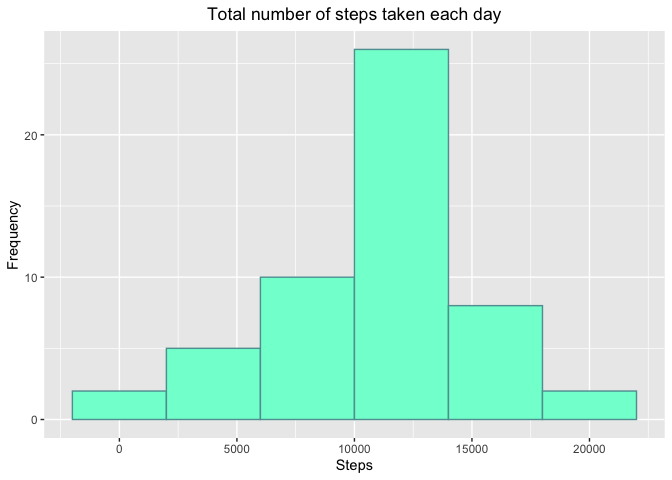 Total number of steps taken each day
Frequency
20
10
0
0 5000 10000 15000 20000
Steps